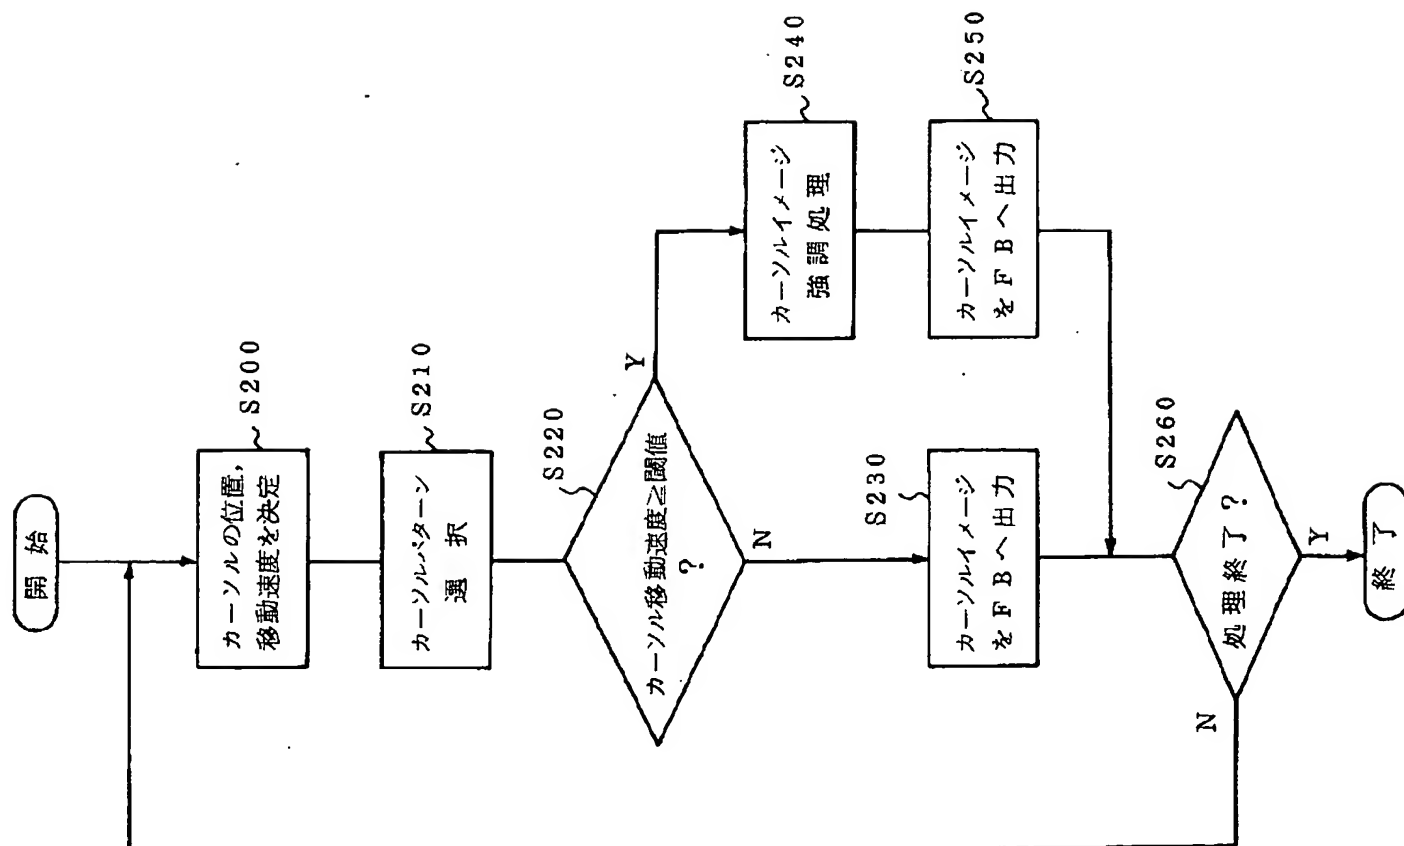 開始
カーソルの位置,
移動速度を決定
S200
カーソルパターン
選択
S210
カーソル移動速度≧閾値
?
S220
Y
N
カーソルイメージ
強調処理
S240
カーソルイメージ
をFBへ出力
S250
カーソルイメージ
をFBへ出力
S230
処理終了?
S260
N
Y
終了